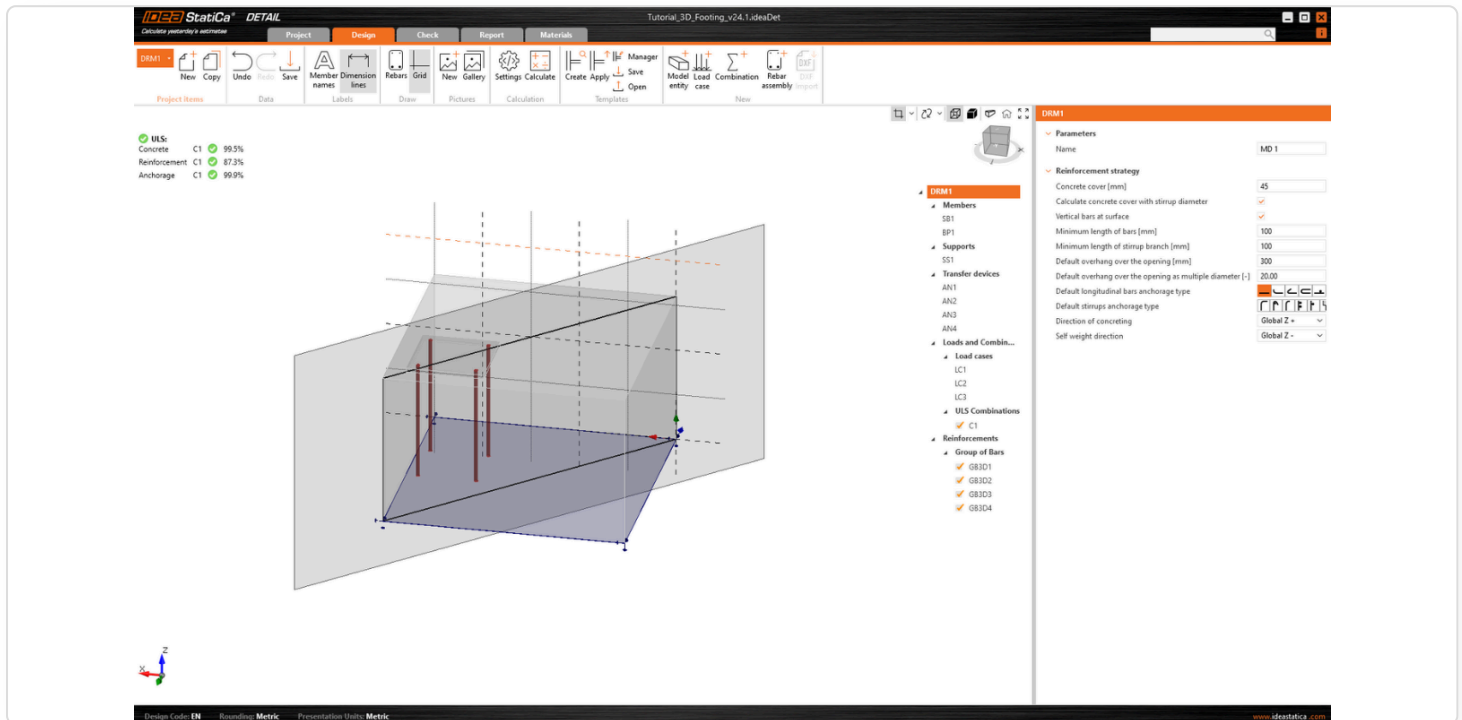 IDEA StatiCa® DETAIL
Tutorial_3D_Footing_v24.1.ideaDet
Calculate yesterday's estimates
Project Design Check Report Materials
DRM1
New Copy Undo Redo Save Member names Dimension lines Rebars Grid New Gallery Settings Calculate Create Apply Manager Save Open Model entity Load case Combination Rebar assembly DXF Import
Project items Data Labels Draw Pictures Calculation Templates New
ULS:
Concrete C1 99.5%
Reinforcement C1 87.3%
Anchorage C1 99.9%
DRM1
Members
SB1
BP1
Supports
SS1
Transfer devices
AN1
AN2
AN3
AN4
Loads and Combin...
Load cases
LC1
LC2
LC3
ULS Combinations
C1
Reinforcements
Group of Bars
GB3D1
GB3D2
GB3D3
GB3D4
DRM1
Parameters
Name MD 1
Reinforcement strategy
Concrete cover [mm] 45
Calculate concrete cover with stirrup diameter
Vertical bars at surface
Minimum length of bars [mm] 100
Minimum length of stirrup branch [mm] 100
Default overhang over the opening [mm] 300
Default overhang over the opening as multiple diameter [-] 20.00
Default longitudinal bars anchorage type
Default stirrups anchorage type
Direction of concreting Global Z +
Self weight direction Global Z -
Z
X
Design Code: EN Rounding: Metric Presentation Units: Metric
www.ideastatica.com